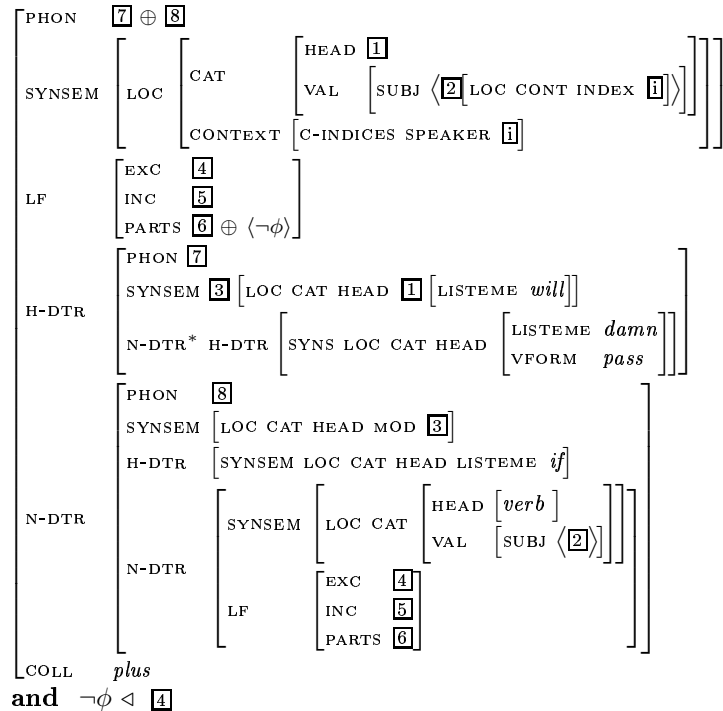 PHON 7 ⊕ 8
SYNSEM [LOC [CAT [HEAD 1
VAL [SUBJ ⟨2[LOC CONT INDEX i]⟩]]
CONTEXT [C-INDICES SPEAKER i]]]
LF [EXC 4
INC 5
PARTS 6 ⊕ ⟨¬ϕ⟩]
H-DTR [PHON 7
SYNSEM 3 [LOC CAT HEAD 1 [LISTEME will]]
N-DTR* H-DTR [SYNS LOC CAT HEAD [LISTEME damn
VFORM pass]]]
N-DTR [PHON 8
SYNSEM [LOC CAT HEAD MOD 3]
H-DTR [SYNSEM LOC CAT HEAD LISTEME if]
N-DTR [SYNSEM [LOC CAT [HEAD [verb ]
VAL [SUBJ ⟨2⟩]]]
LF [EXC 4
INC 5
PARTS 6]]]
COLL plus
and ¬ϕ ◁ 4